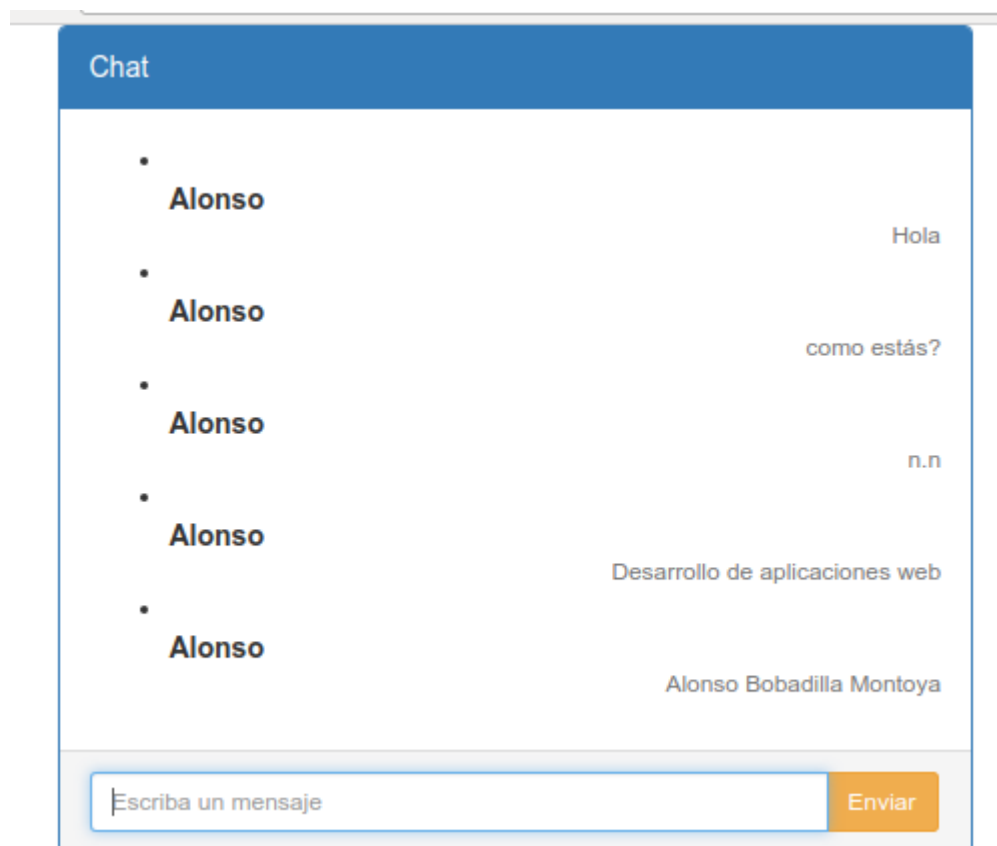 Chat
Alonso
Hola
Alonso
como estás?
Alonso
n.n
Alonso
Desarrollo de aplicaciones web
Alonso
Alonso Bobadilla Montoya
Escriba un mensaje
Enviar